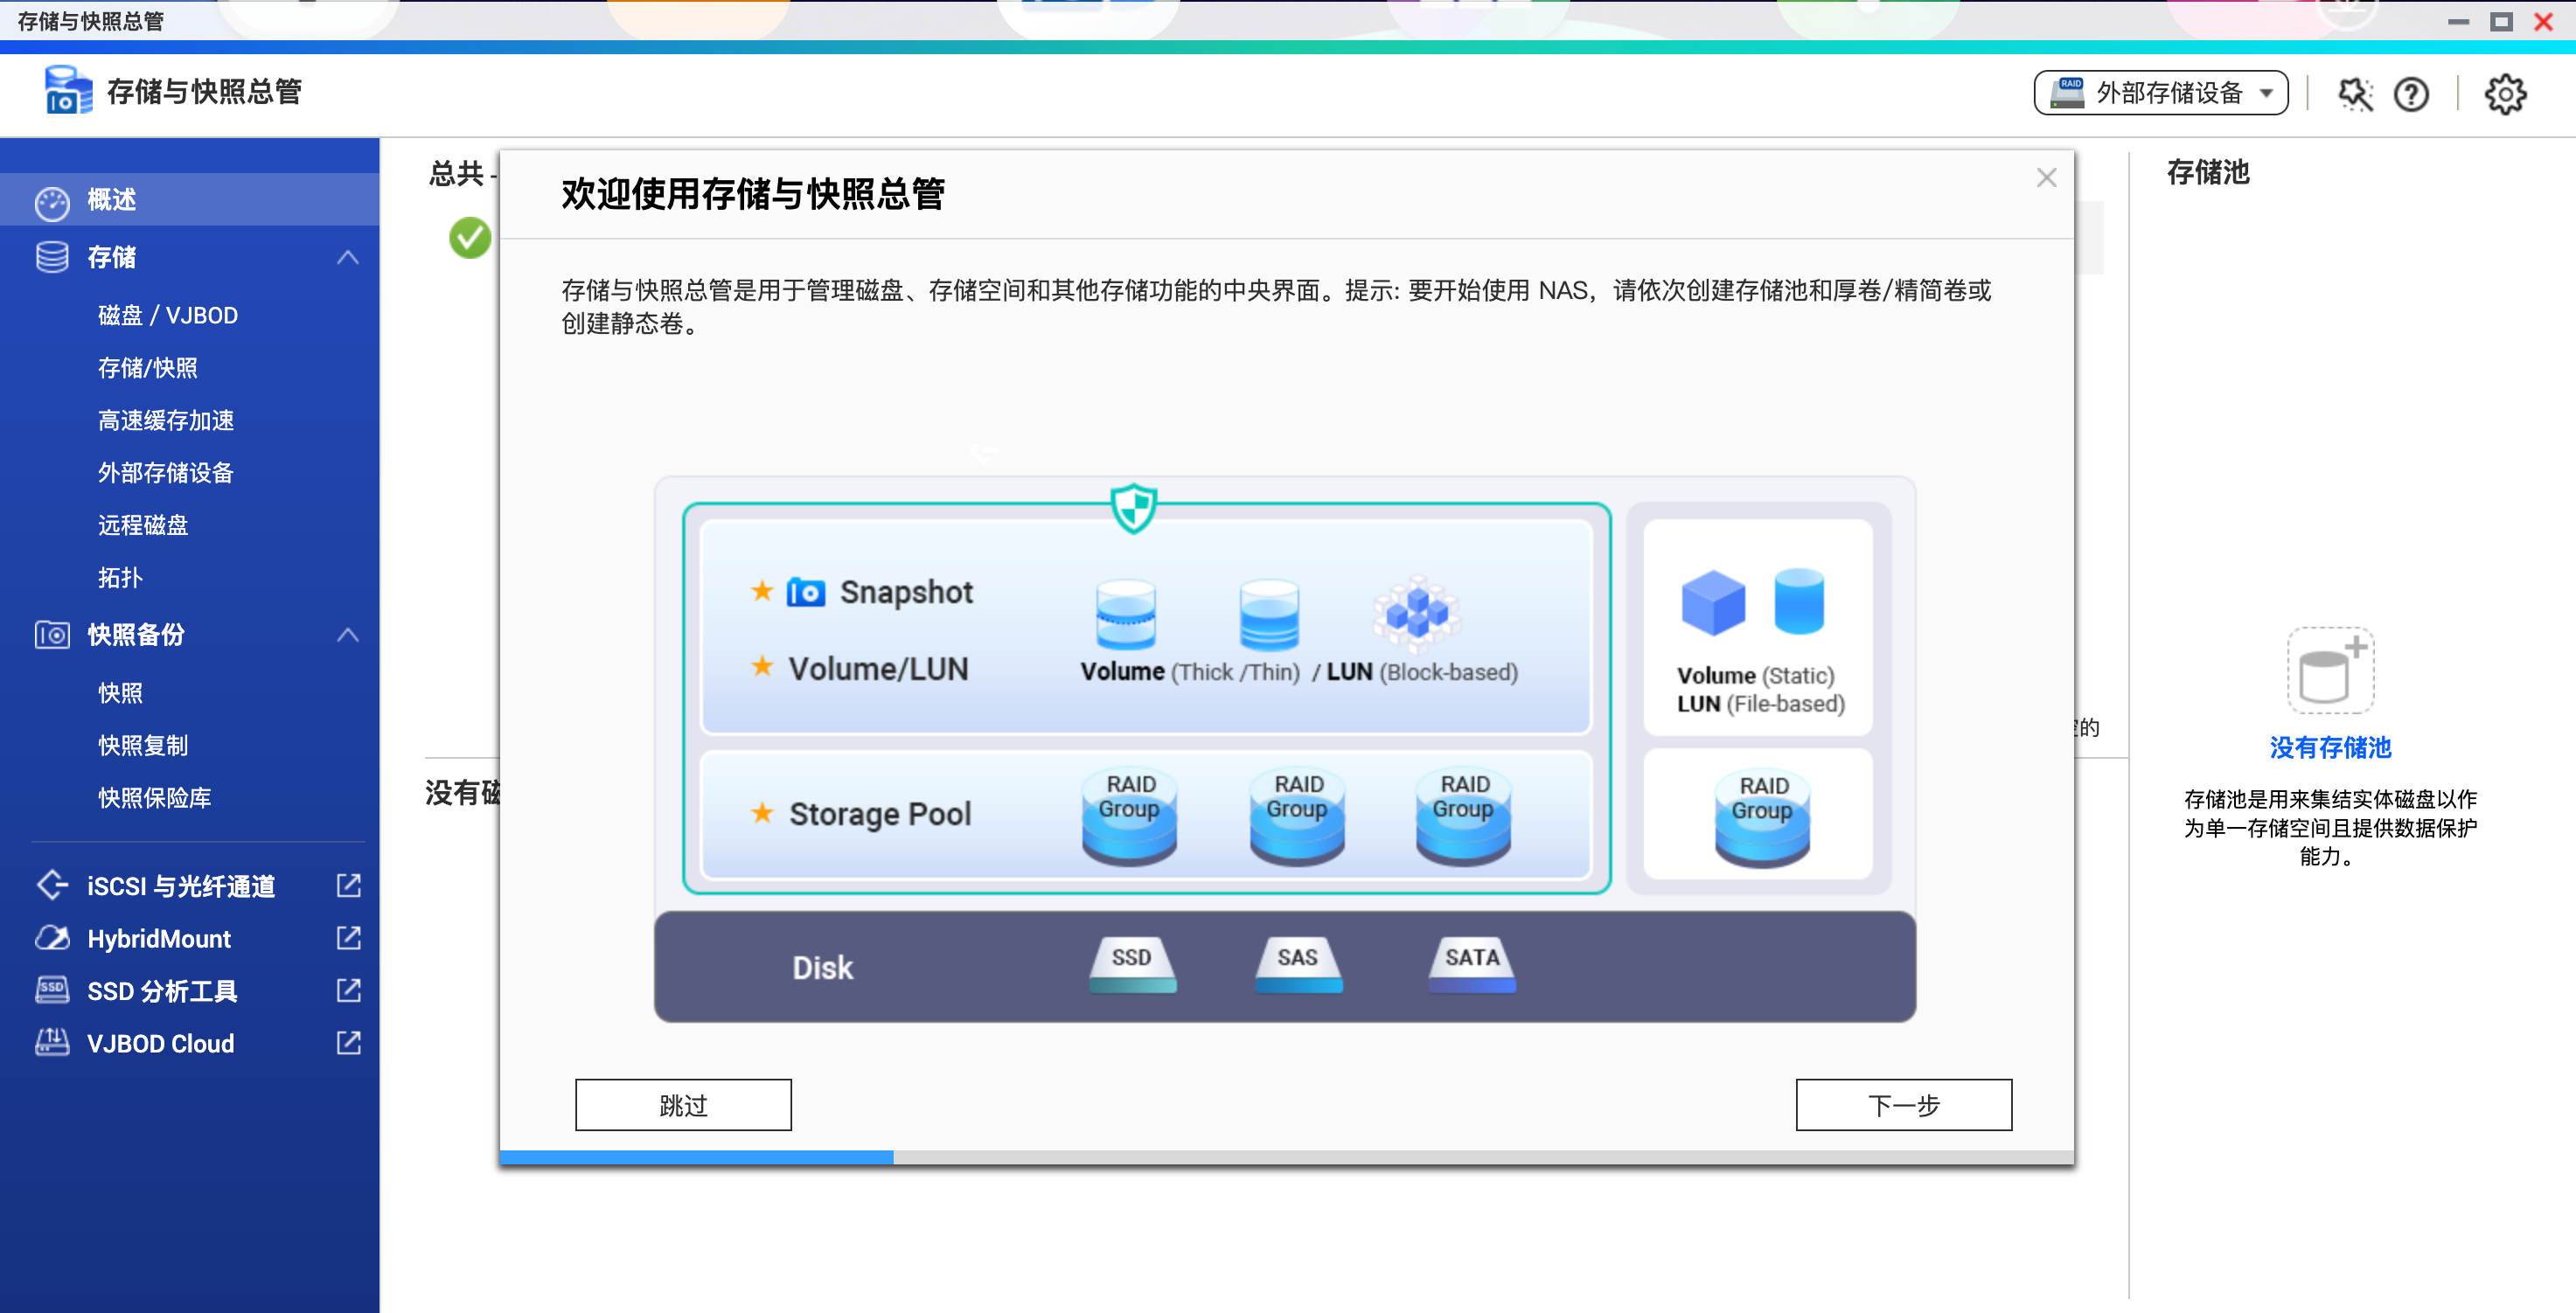 存储与快照总管
存储与快照总管
RAID 外部存储设备
概述
存储
磁盘 / VJBOD
存储/快照
高速缓存加速
外部存储设备
远程磁盘
拓扑
快照备份
快照
快照复制
快照保险库
iSCSI 与光纤通道
HybridMount
SSD 分析工具
VJBOD Cloud
总共 -
没有磁
欢迎使用存储与快照总管
存储与快照总管是用于管理磁盘、存储空间和其他存储功能的中央界面。提示: 要开始使用 NAS，请依次创建存储池和厚卷/精简卷或
创建静态卷。
Snapshot
Volume/LUN
Volume (Thick /Thin) / LUN (Block-based)
Volume (Static)
LUN (File-based)
Storage Pool
RAID Group
RAID Group
RAID Group
RAID Group
Disk
SSD
SAS
SATA
跳过
下一步
的
存储池
没有存储池
存储池是用来集结实体磁盘以作
为单一存储空间且提供数据保护
能力。